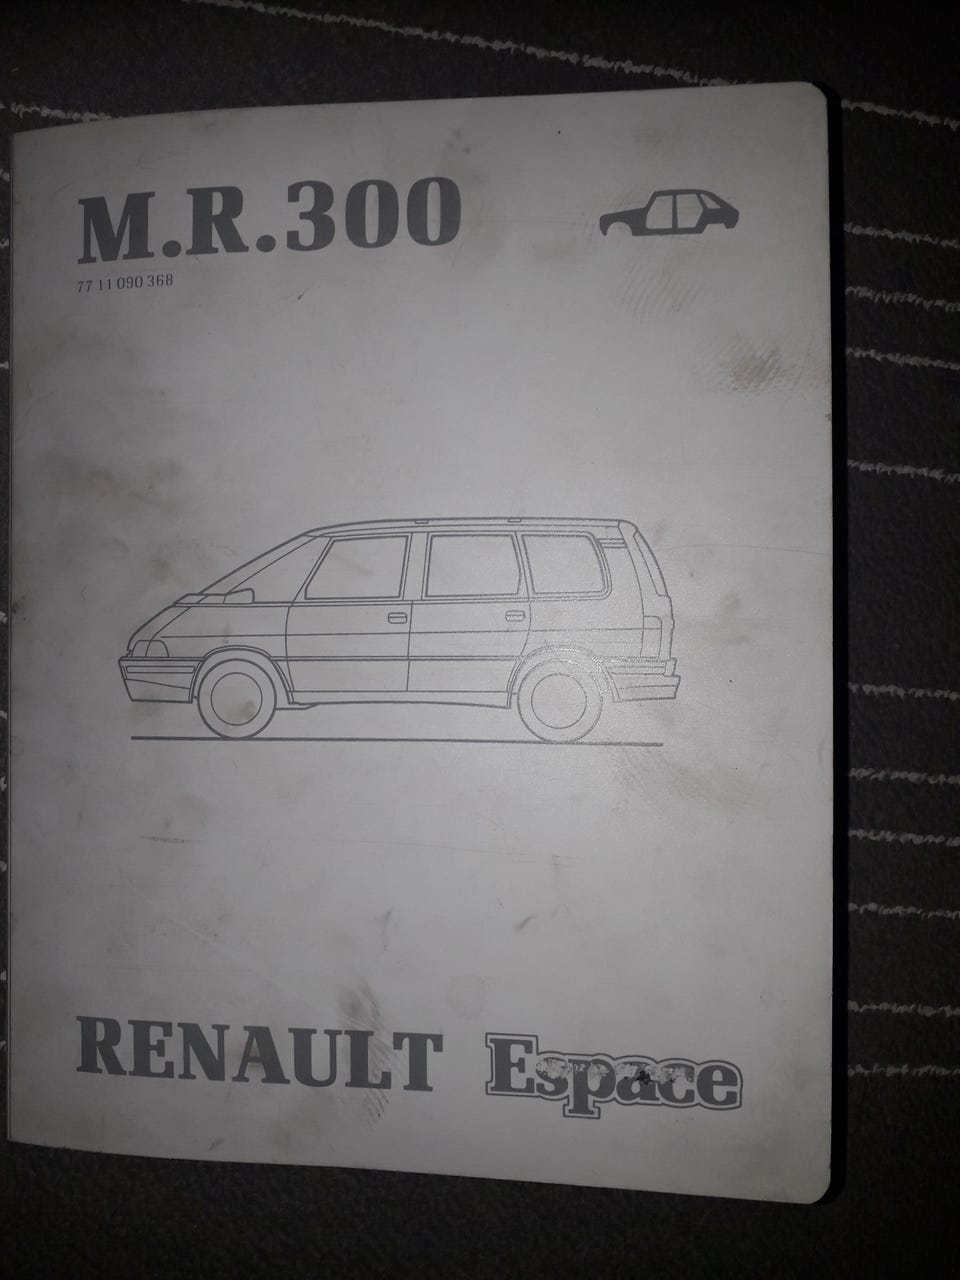 M.R.300
77 11 090 368
RENAULT Espace